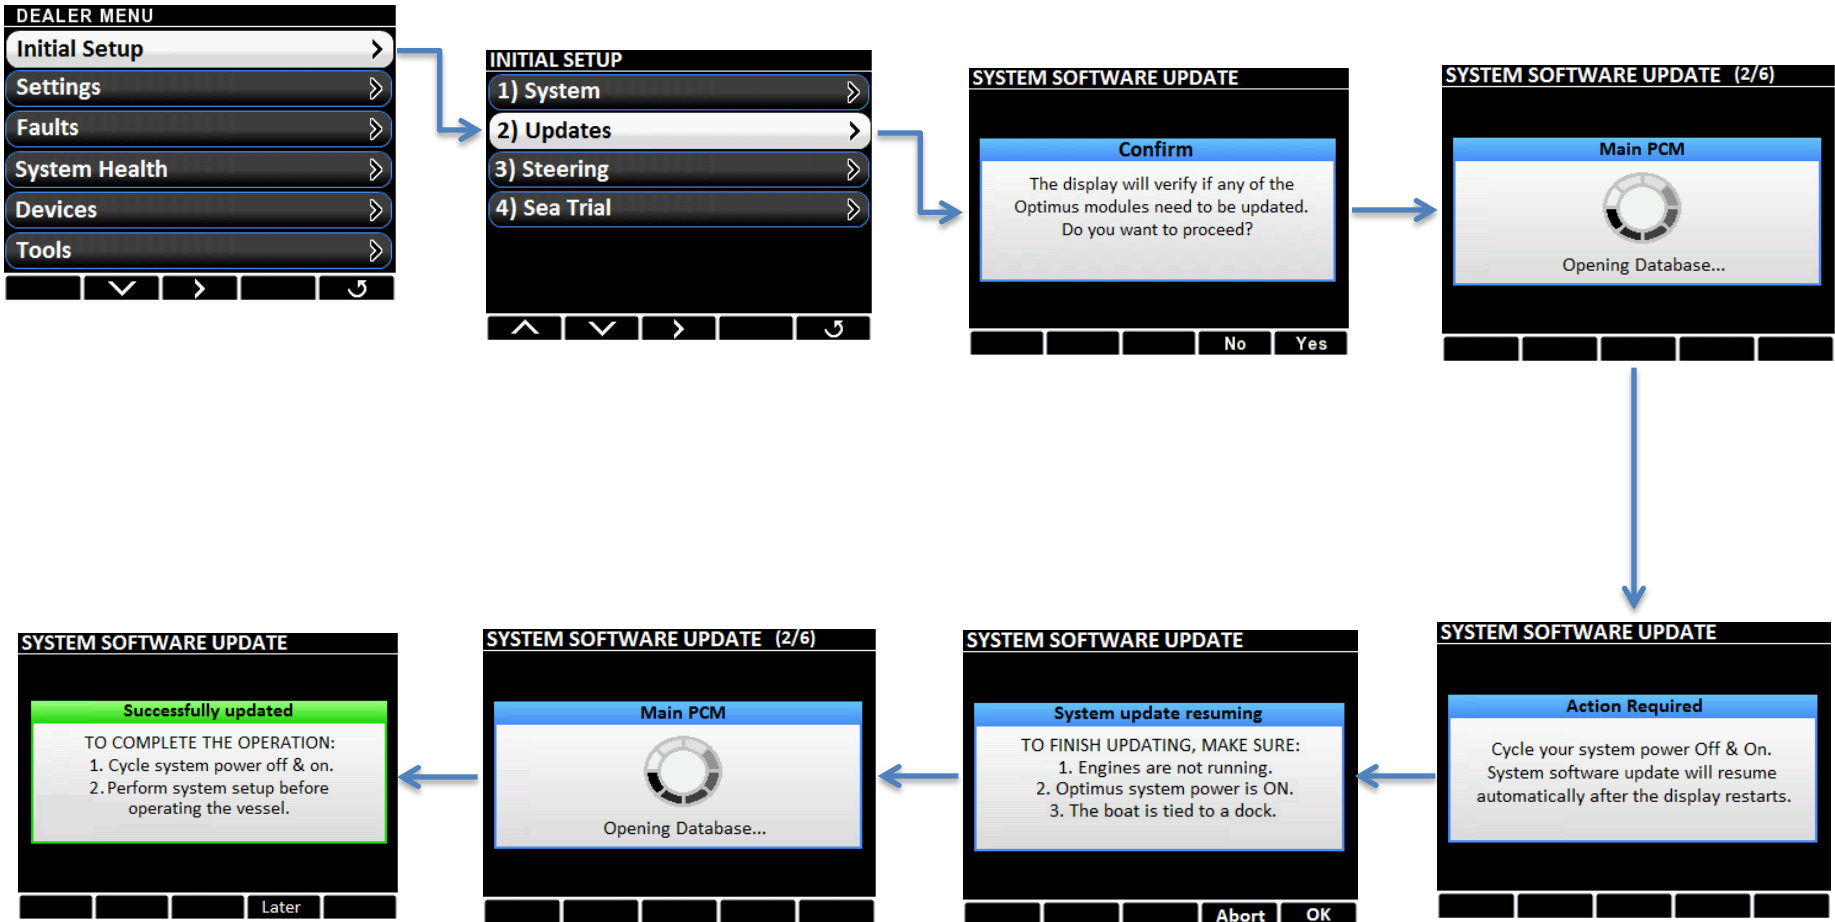 DEALER MENU
Initial Setup
Settings
Faults
System Health
Devices
Tools
INITIAL SETUP
1) System
2) Updates
3) Steering
4) Sea Trial
SYSTEM SOFTWARE UPDATE
Confirm
The display will verify if any of the
Optimus modules need to be updated.
Do you want to proceed?
No Yes
SYSTEM SOFTWARE UPDATE (2/6)
Main PCM
Opening Database...
SYSTEM SOFTWARE UPDATE
Action Required
Cycle your system power Off & On.
System software update will resume
automatically after the display restarts.
SYSTEM SOFTWARE UPDATE
System update resuming
TO FINISH UPDATING, MAKE SURE:
1. Engines are not running.
2. Optimus system power is ON.
3. The boat is tied to a dock.
Abort OK
SYSTEM SOFTWARE UPDATE (2/6)
Main PCM
Opening Database...
SYSTEM SOFTWARE UPDATE
Successfully updated
TO COMPLETE THE OPERATION:
1. Cycle system power off & on.
2. Perform system setup before
operating the vessel.
Later